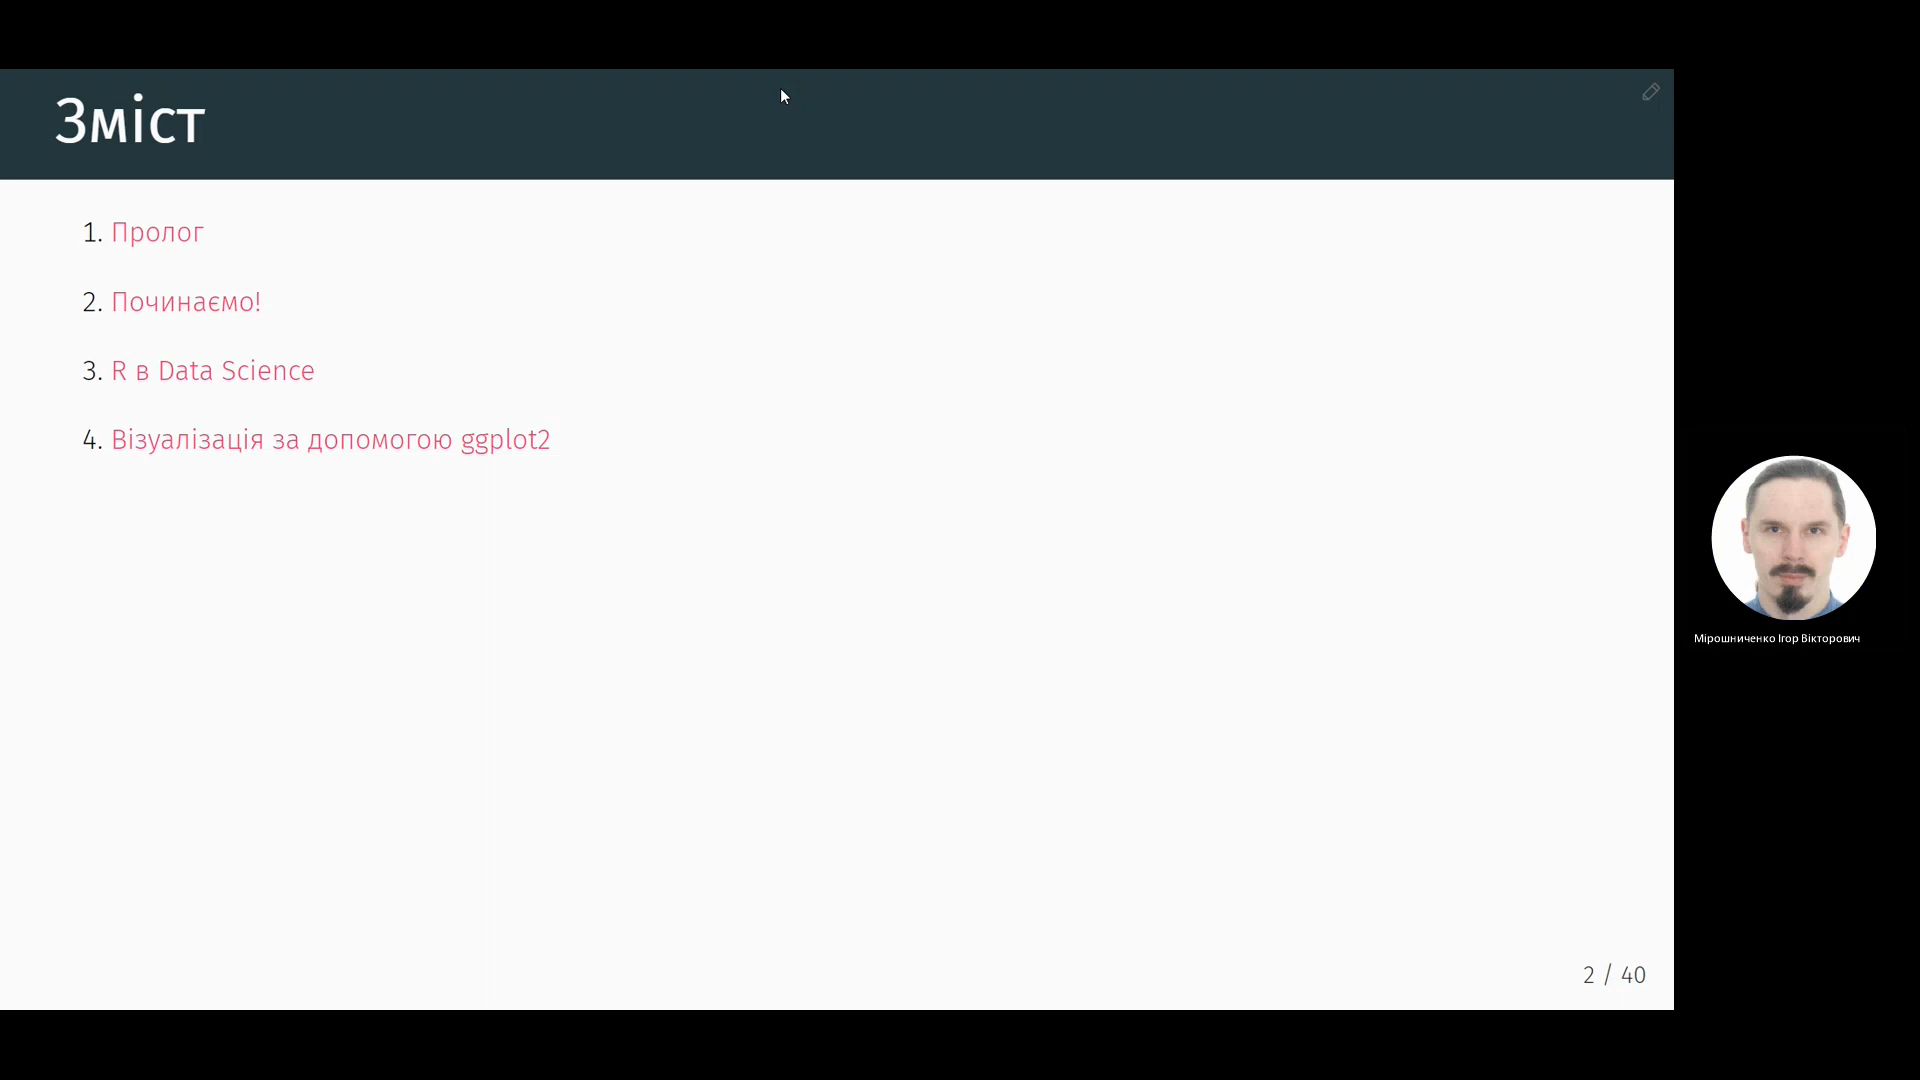 Зміст
1. Пролог
2. Починаємо!
3. R в Data Science
4. Візуалізація за допомогою ggplot2
2 / 40
Мірошниченко Ігор Вікторович